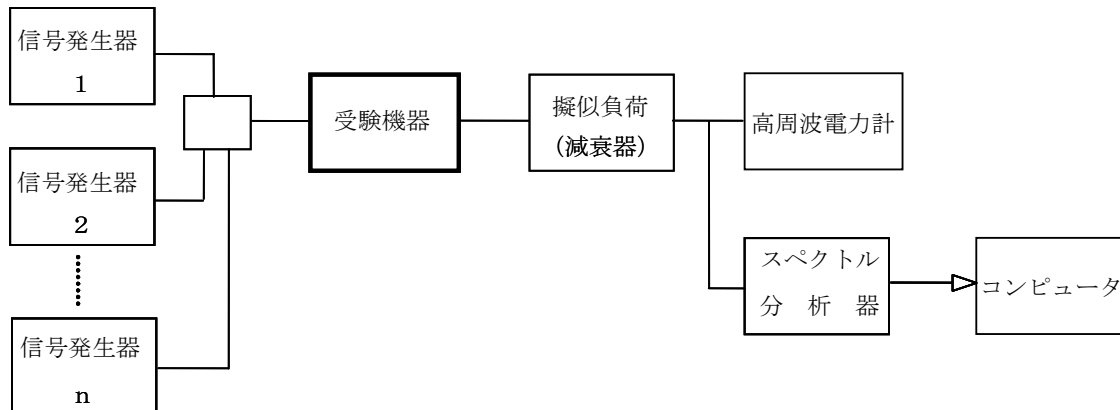 信号発生器
1
信号発生器
2
信号発生器
n
受験機器
擬似負荷
(減衰器)
高周波電力計
スペクトル
分 析 器
コンピュータ